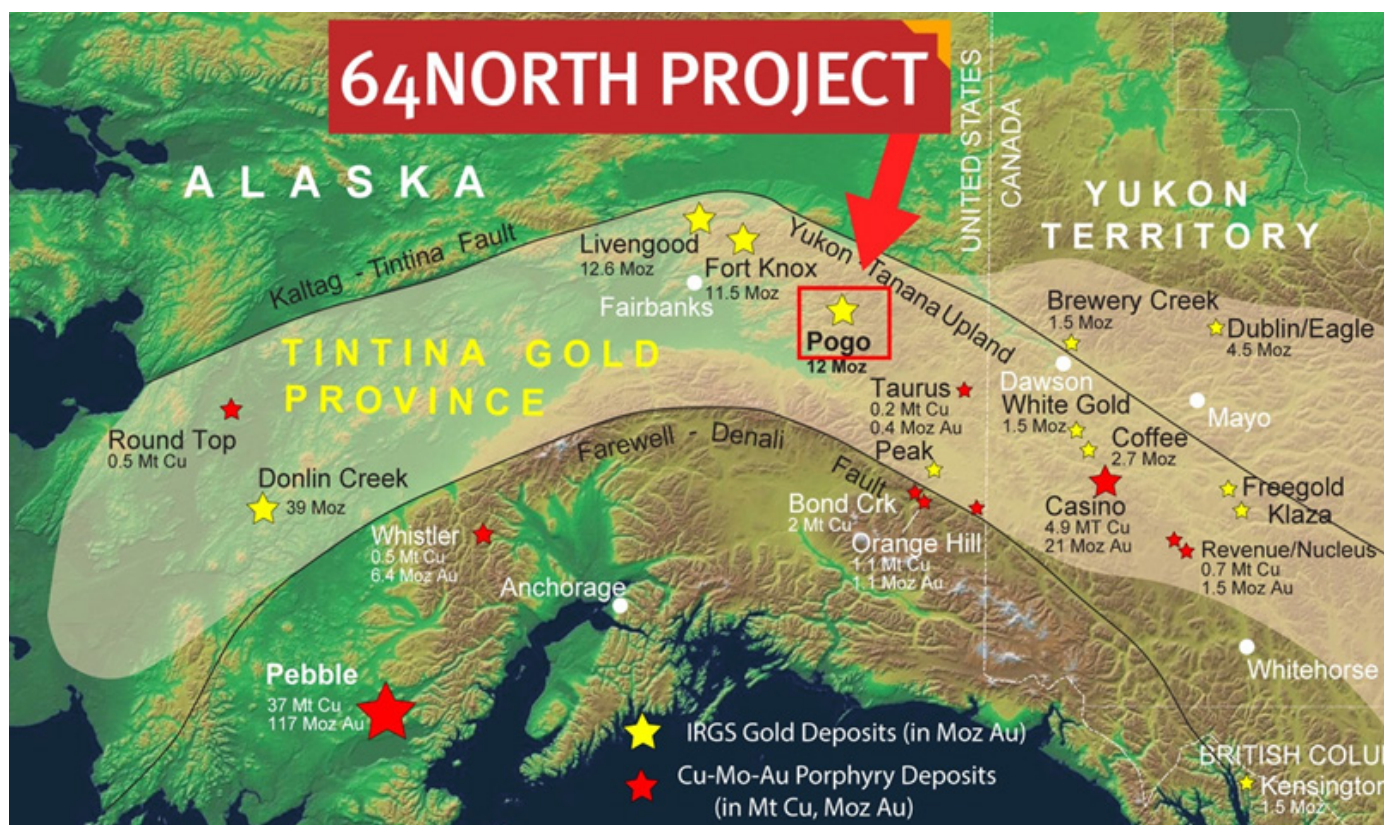 64NORTH PROJECT
UNITED STATES
CANADA
ALASKA
YUKON
TERRITORY
Kaltag - Tintina Fault
Livengood
12.6 Moz
Fort Knox
11.5 Moz
Fairbanks
Yukon - Tanana Upland
Pogo
12 Moz
Brewery Creek
1.5 Moz
Dublin/Eagle
4.5 Moz
TINTINA GOLD
PROVINCE
Dawson
Mayo
Taurus
0.2 Mt Cu
0.4 Moz Au
White Gold
1.5 Moz
Coffee
2.7 Moz
Round Top
0.5 Mt Cu
Donlin Creek
39 Moz
Farewell - Denali Fault
Peak
Bond Crk
2 Mt Cu
Orange Hill
1.1 Mt Cu
1.1 Moz Au
Casino
4.9 MT Cu
21 Moz Au
Freegold
Klaza
Revenue/Nucleus
0.7 Mt Cu
1.5 Moz Au
Whistler
0.5 Mt Cu
6.4 Moz Au
Anchorage
Whitehorse
Pebble
37 Mt Cu
117 Moz Au
IRGS Gold Deposits (in Moz Au)
Cu-Mo-Au Porphyry Deposits
(in Mt Cu, Moz Au)
BRITISH COLU
Kensington
1.5 Moz